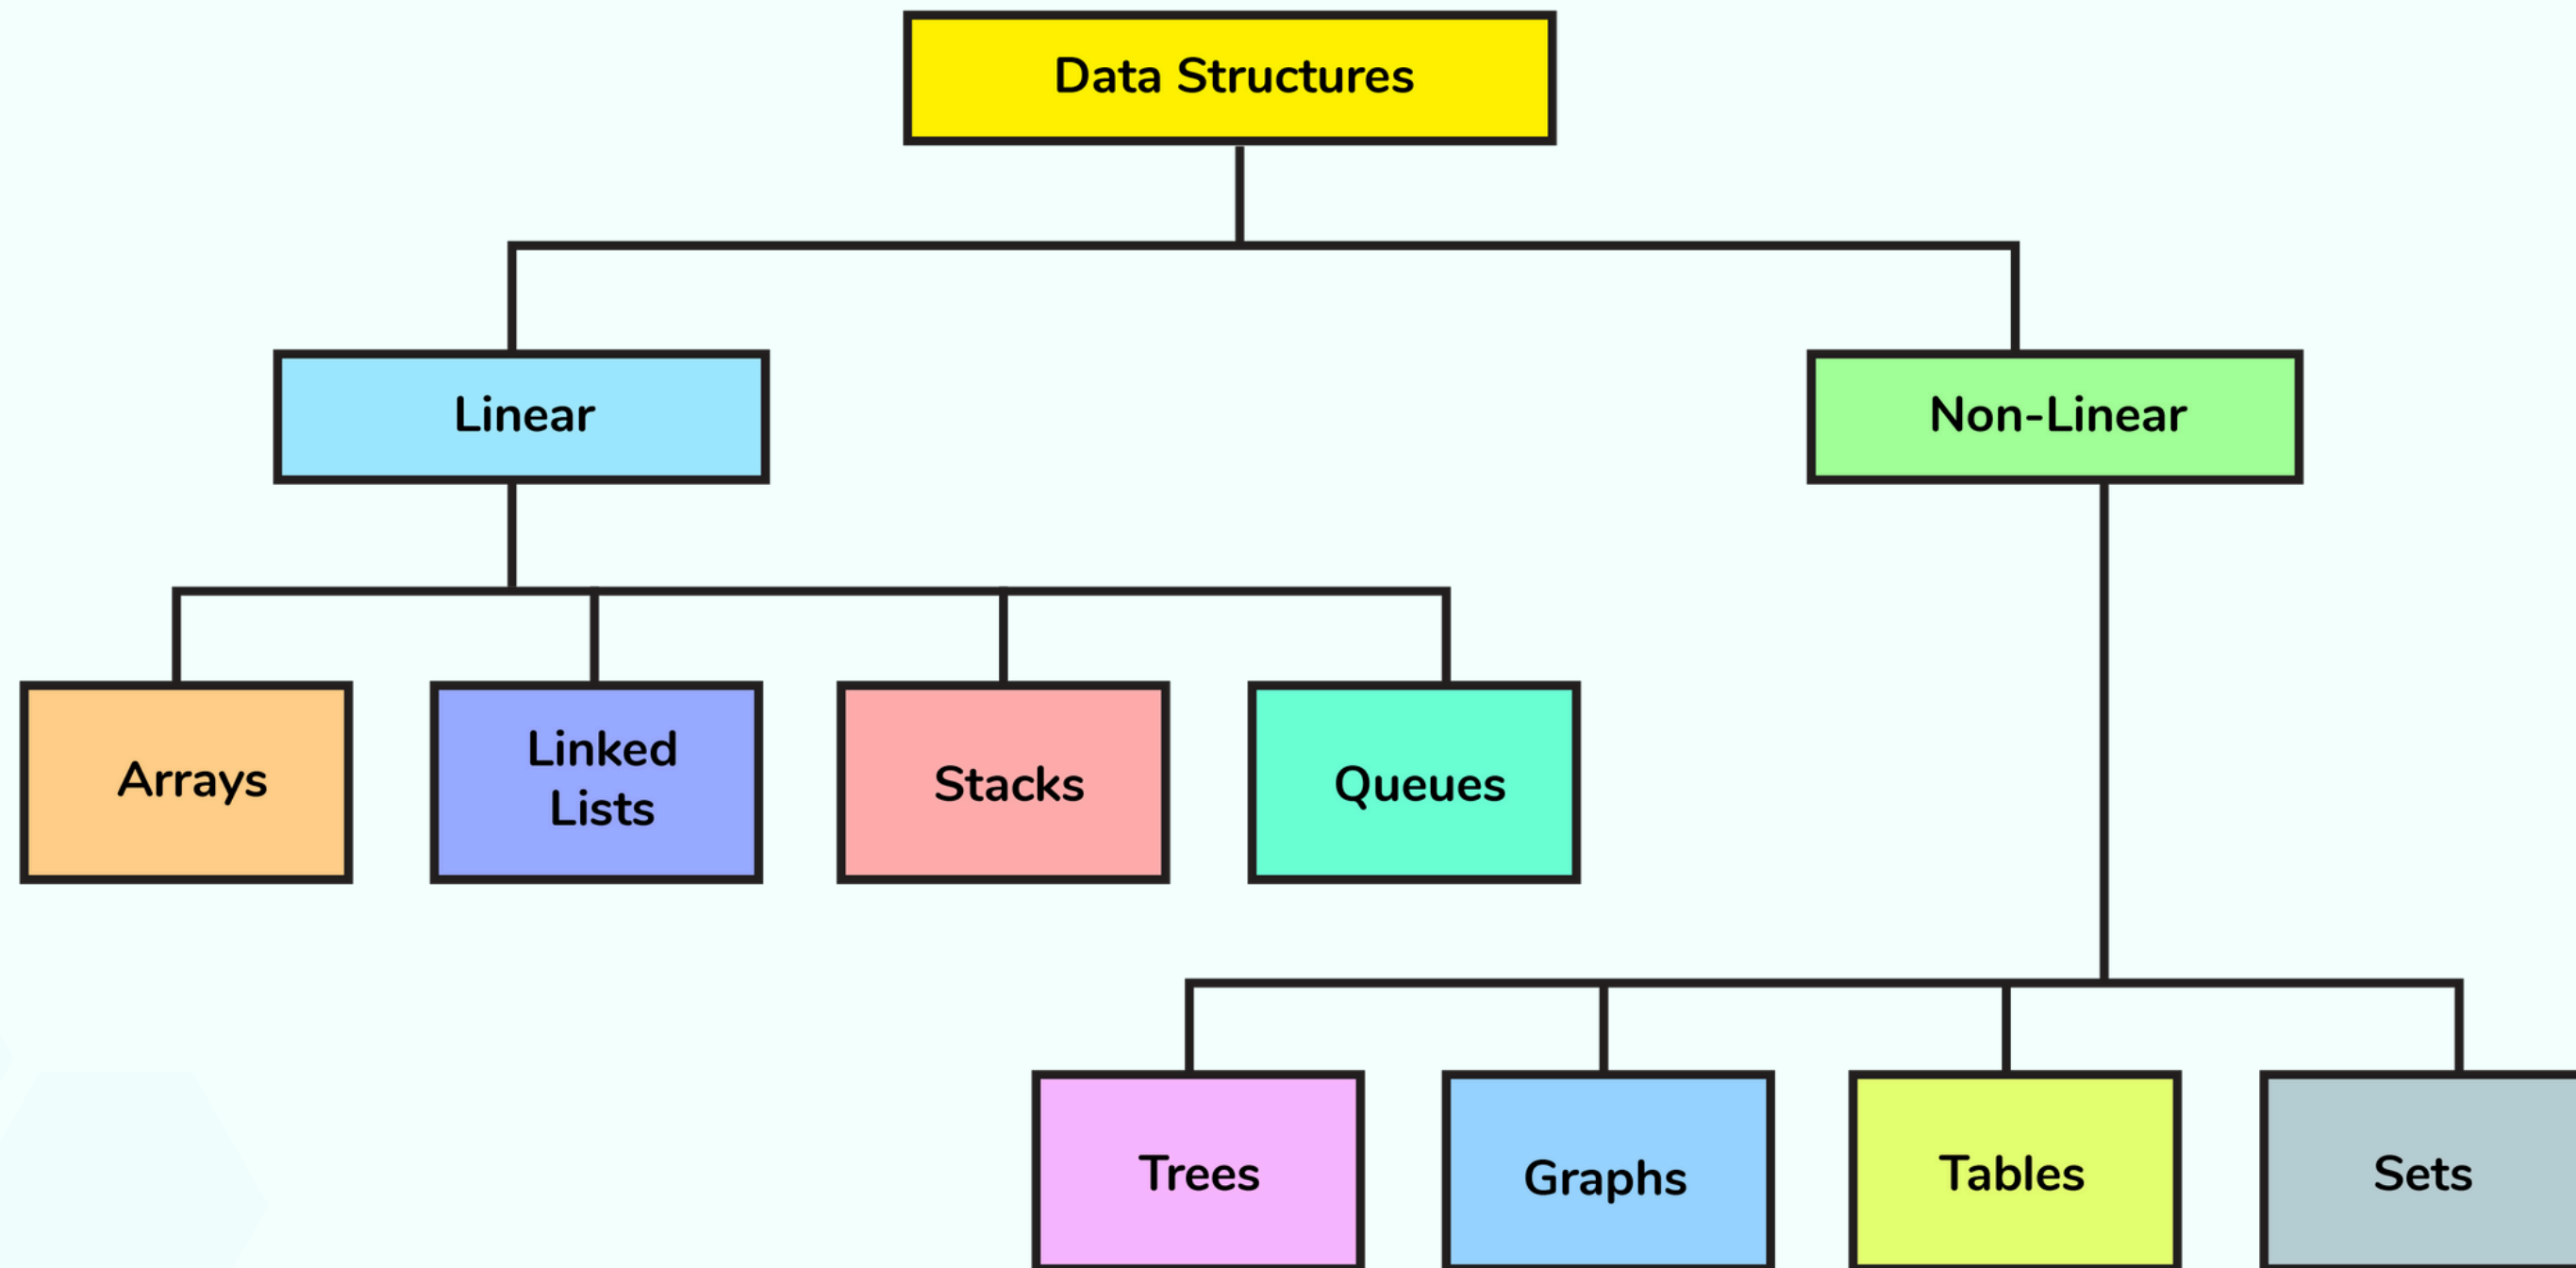 Data Structures
Linear
Non-Linear
Arrays
Linked
Lists
Stacks
Queues
Trees
Graphs
Tables
Sets